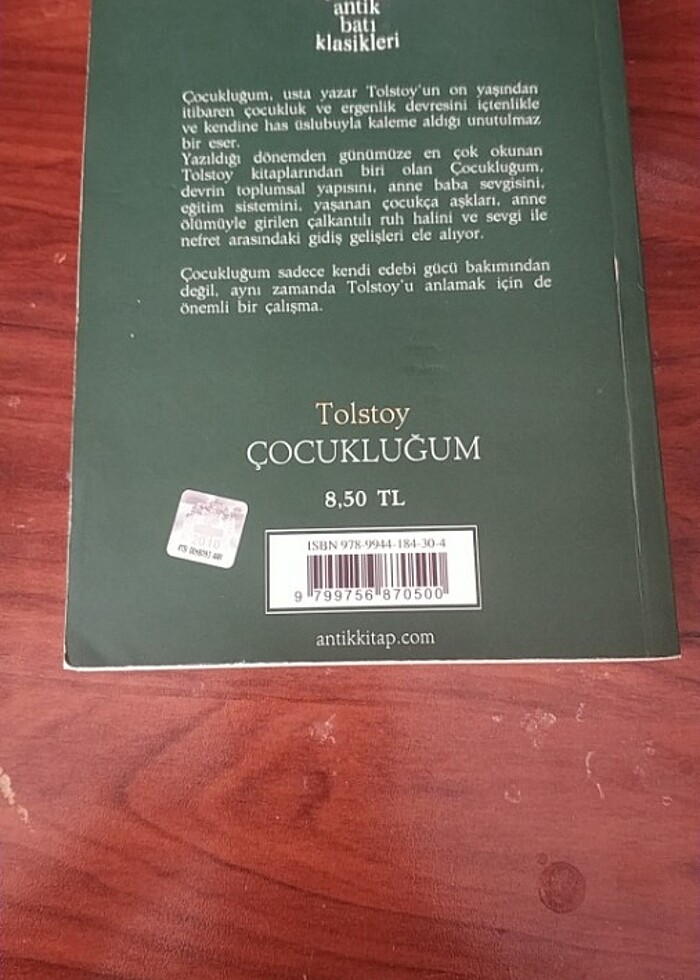 antik
batı
klasikleri
Çocukluğum, usta yazar Tolstoy'un on yaşından
itibaren çocukluk ve ergenlik devresini içtenlikle
ve kendine has üslubuyla kaleme aldığı unutulmaz
bir eser.
Yazıldığı dönemden günümüze en çok okunan
Tolstoy kitaplarından biri olan Çocukluğum,
devrin toplumsal yapısını, anne baba sevgisini,
eğitim sistemini, yaşanan çocukça aşkları, anne
ölümüyle girilen çalkantılı ruh halini ve sevgi ile
nefret arasındaki gidiş gelişleri ele alıyor.
Çocukluğum sadece kendi edebi gücü bakımından
değil, aynı zamanda Tolstoy'u anlamak için de
önemli bir çalışma.
Tolstoy
ÇOCUKLUĞUM
8,50 TL
2010
ISBN 978-9944-184-30-4
9 799756 870500
antikkitap.com